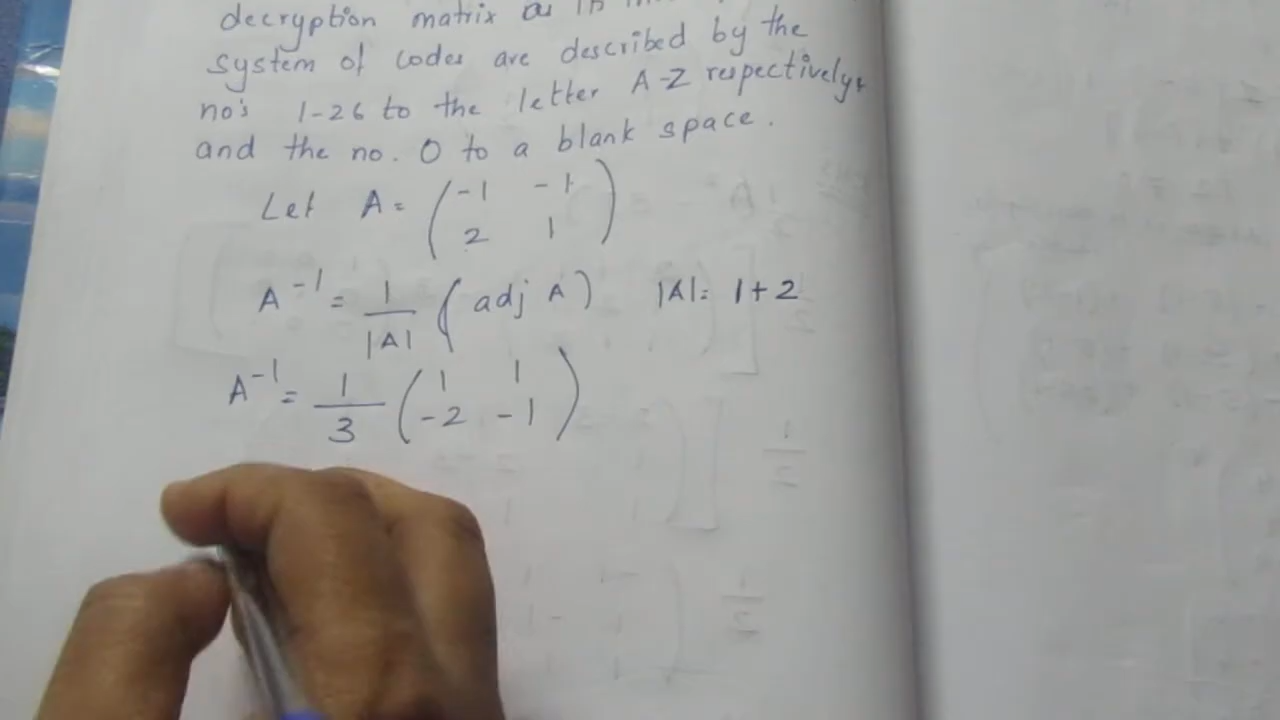 decryption matrix as
system of codes are described by the
no's 1-26 to the letter A-Z respectively,
and the no. 0 to a blank space.
Let A = ( -1 -1
2 1 )
A⁻¹ = 1/|A| ( adj A ) |A| = 1+2
A⁻¹ = 1/3 ( 1 1
-2 -1 )